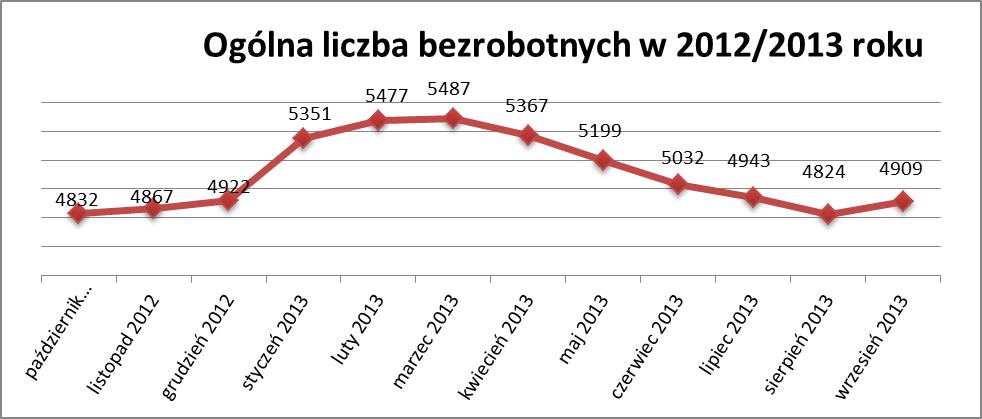 Ogólna liczba bezrobotnych w 2012/2013 roku
4832
4867
4922
5351
5477
5487
5367
5199
5032
4943
4824
4909
październik...
listopad 2012
grudzień 2012
styczeń 2013
luty 2013
marzec 2013
kwiecień 2013
maj 2013
czerwiec 2013
lipiec 2013
sierpień 2013
wrzesień 2013